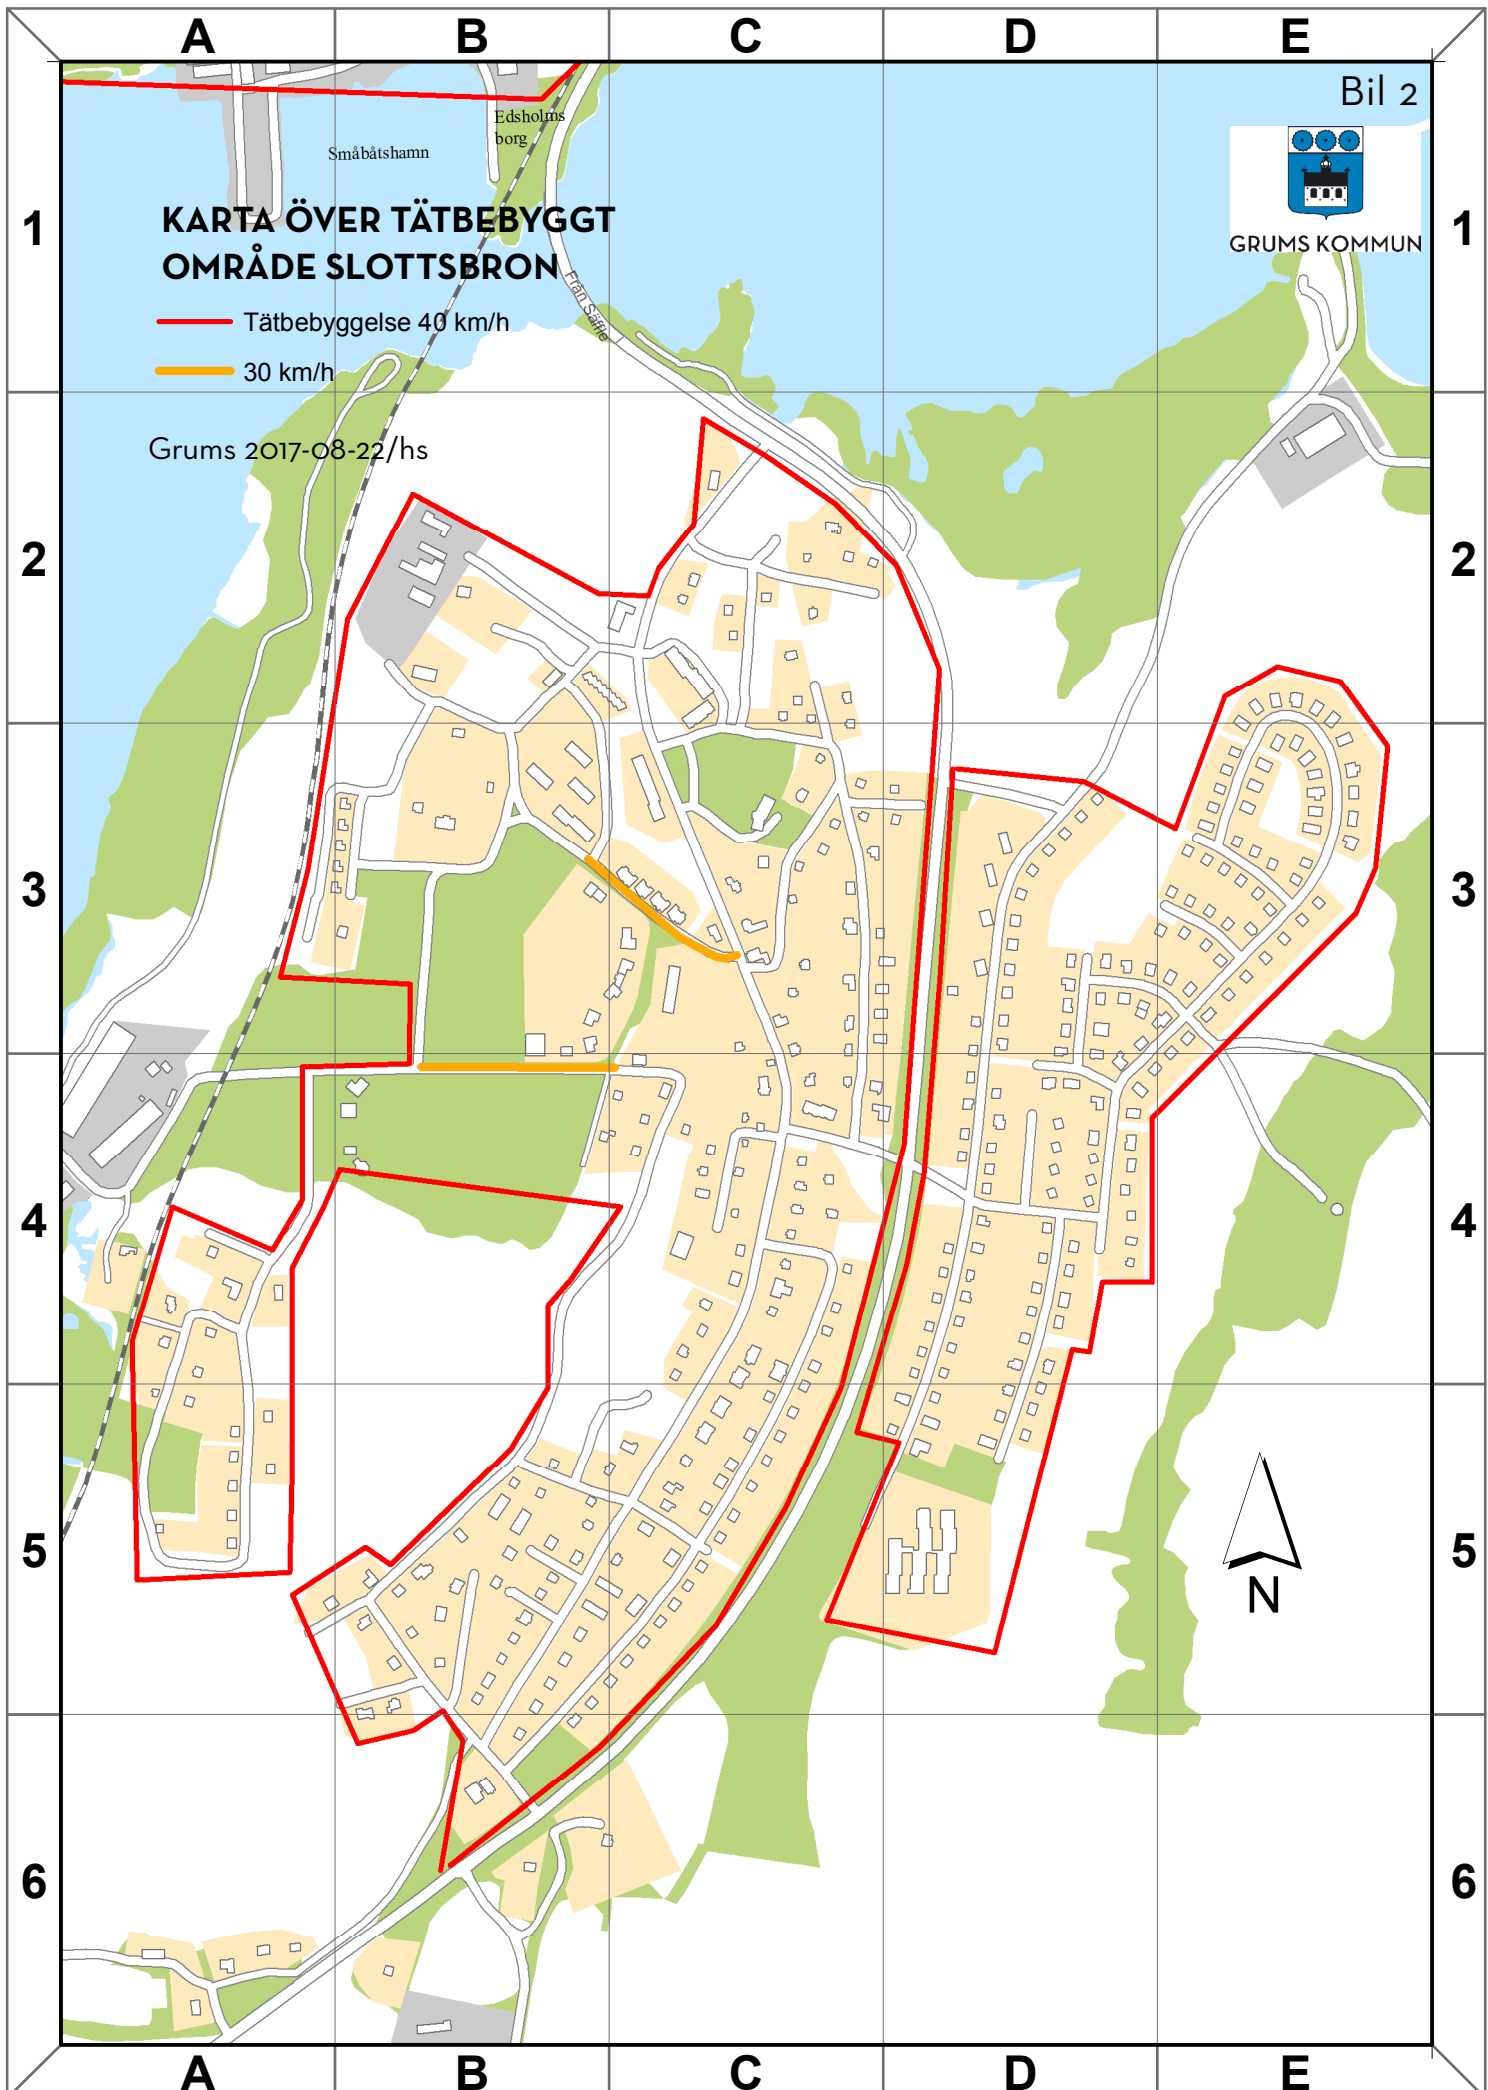 A B C D E
Bil 2
Edsholms
borg
Småbåtshamn
1 1
KARTA ÖVER TÄTBEBYGGT
OMRÅDE SLOTTSBRON
GRUMS KOMMUN
Från Säffle
Tätbebyggelse 40 km/h
30 km/h
Grums 2017-08-22/hs
2 2
3 3
4 4
5 5
N
6 6
A B C D E